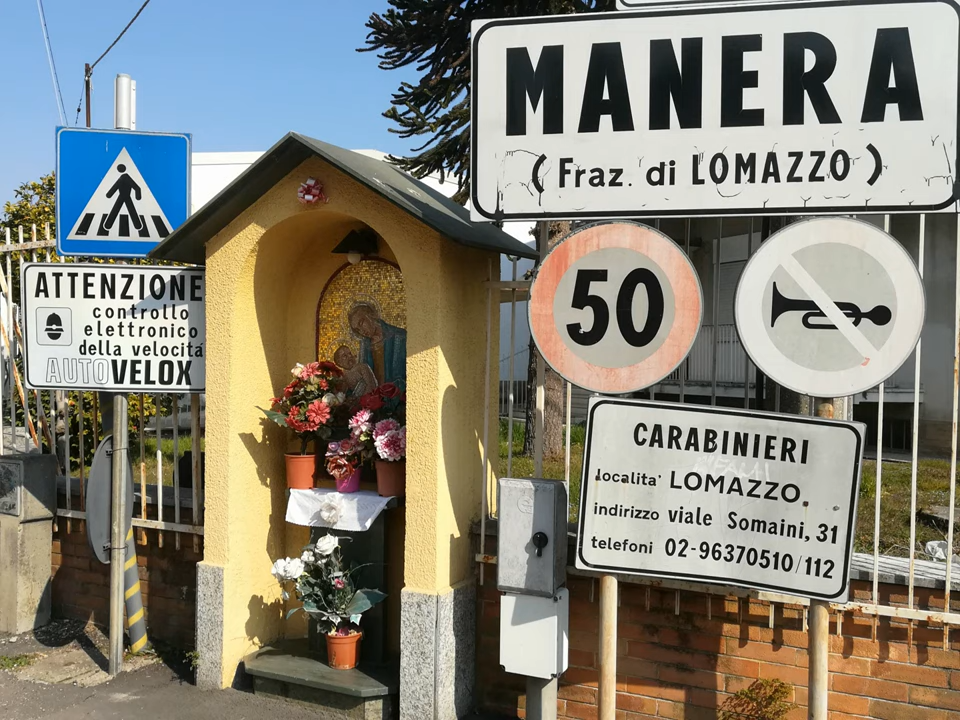 MANERA
(Fraz. di LOMAZZO)
50
ATTENZIONE
controllo
elettronico
della velocità
AUTOVELOX
CARABINIERI
località' LOMAZZO
indirizzo viale Somaini, 31
telefoni 02-96370510/112